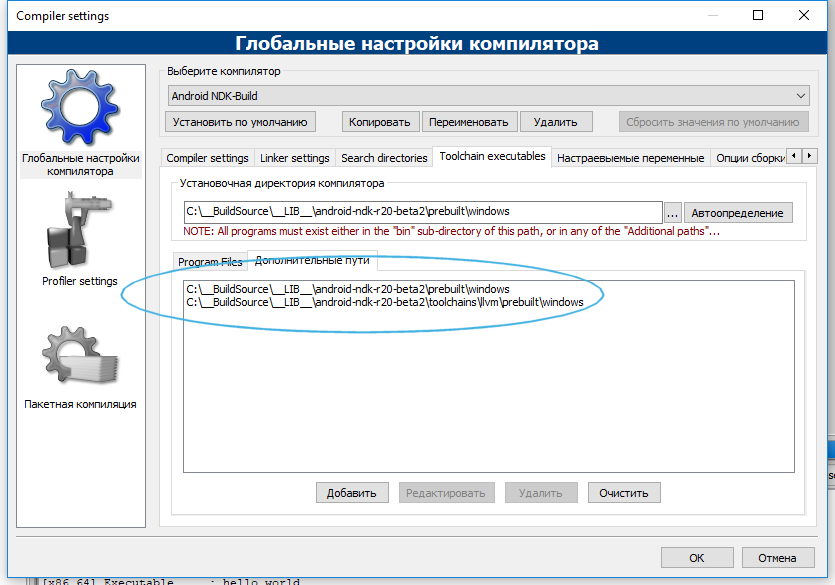 Compiler settings
Глобальные настройки компилятора
Глобальные настройки
компилятора
Profiler settings
Пакетная компиляция
Выберите компилятор
Android NDK-Build
Установить по умолчанию Копировать Переименовать Удалить Сбросить значения по умолчанию
Compiler settings Linker settings Search directories Toolchain executables Настраевыемые переменные Опции сборки
Установочная директория компилятора
C:\__BuildSource\__LIB__\android-ndk-r20-beta2\prebuilt\windows ... Автоопределение
NOTE: All programs must exist either in the "bin" sub-directory of this path, or in any of the "Additional paths"...
Program Files Дополнительные пути
C:\__BuildSource\__LIB__\android-ndk-r20-beta2\prebuilt\windows
C:\__BuildSource\__LIB__\android-ndk-r20-beta2\toolchains\llvm\prebuilt\windows
Добавить Редактировать Удалить Очистить
OK Отмена
[x86_64] Executable : hello_world